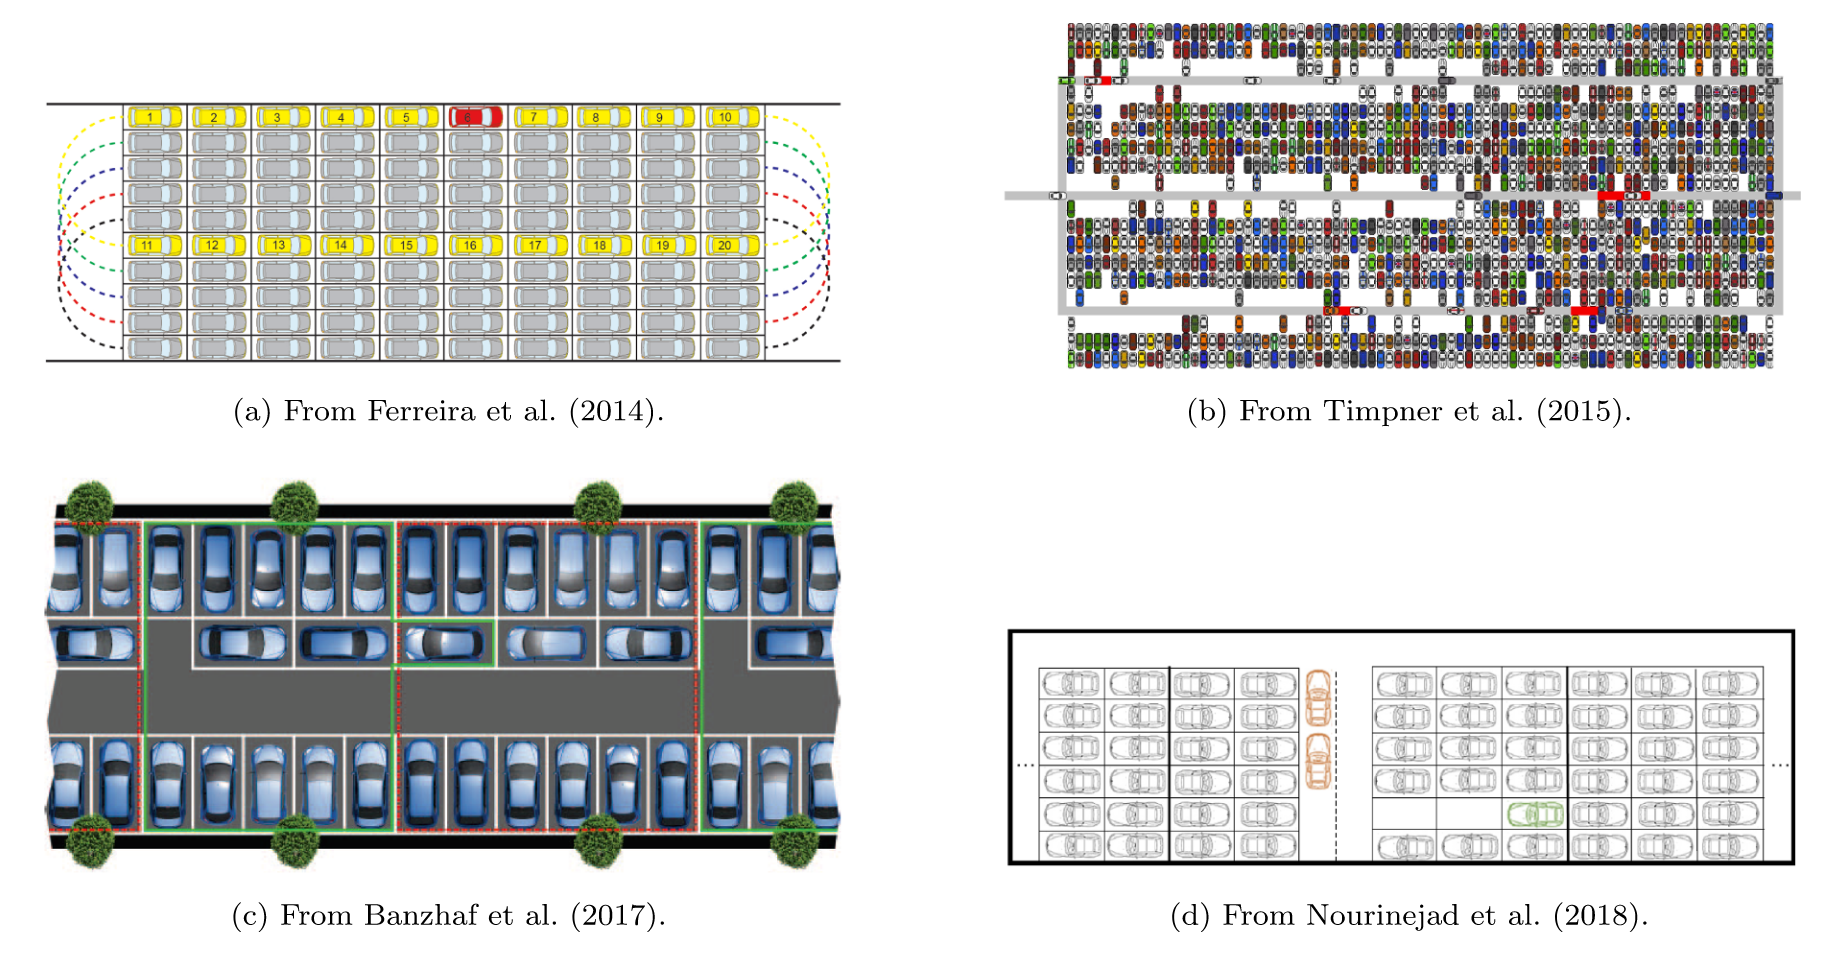 1 2 3 4 5 6 7 8 9 10
11 12 13 14 15 16 17 18 19 20
(a) From Ferreira et al. (2014).
(b) From Timpner et al. (2015).
(c) From Banzhaf et al. (2017).
(d) From Nourinejad et al. (2018).